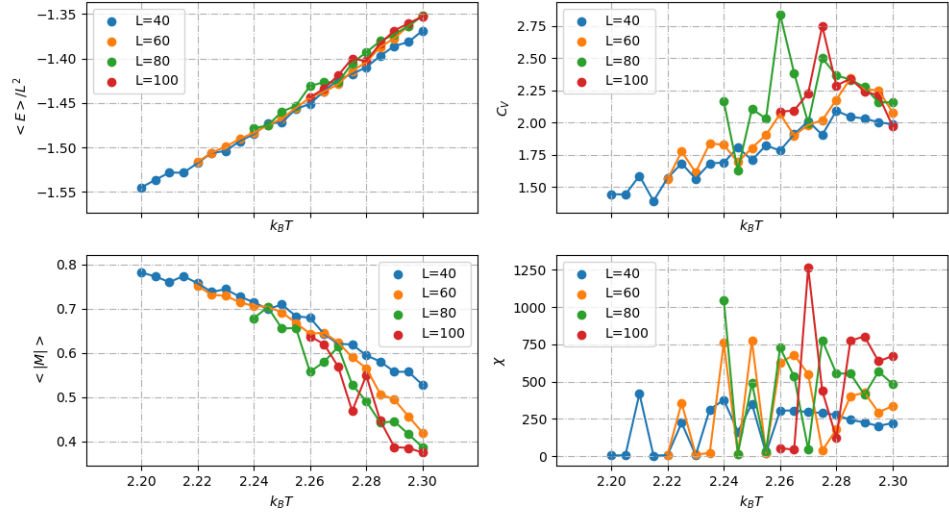 −1.35
−1.40
−1.45
−1.50
−1.55
< E > /L²
L=40
L=60
L=80
L=100
2.20
2.22
2.24
2.26
2.28
2.30
k_BT
2.75
2.50
2.25
2.00
1.75
1.50
C_V
L=40
L=60
L=80
L=100
2.20
2.22
2.24
2.26
2.28
2.30
k_BT
0.8
0.7
0.6
0.5
0.4
< |M| >
L=40
L=60
L=80
L=100
2.20
2.22
2.24
2.26
2.28
2.30
k_BT
1250
1000
750
500
250
0
χ
L=40
L=60
L=80
L=100
2.20
2.22
2.24
2.26
2.28
2.30
k_BT